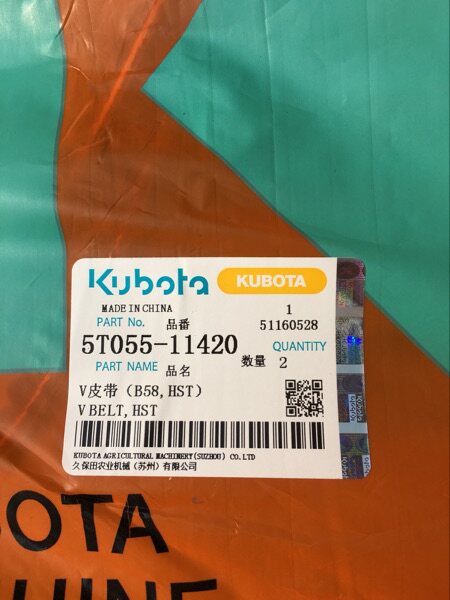 Kubota KUBOTA
MADE IN CHINA 1
PART No. 品番 51160528
5T055-11420 QUANTITY
PART NAME 品名 数量 2
V皮带（B58,HST）
V BELT, HST
KUBOTA AGRICULTURAL MACHINERY(SUZHOU) CO.LTD
久保田农业机械（苏州）有限公司
BOTA